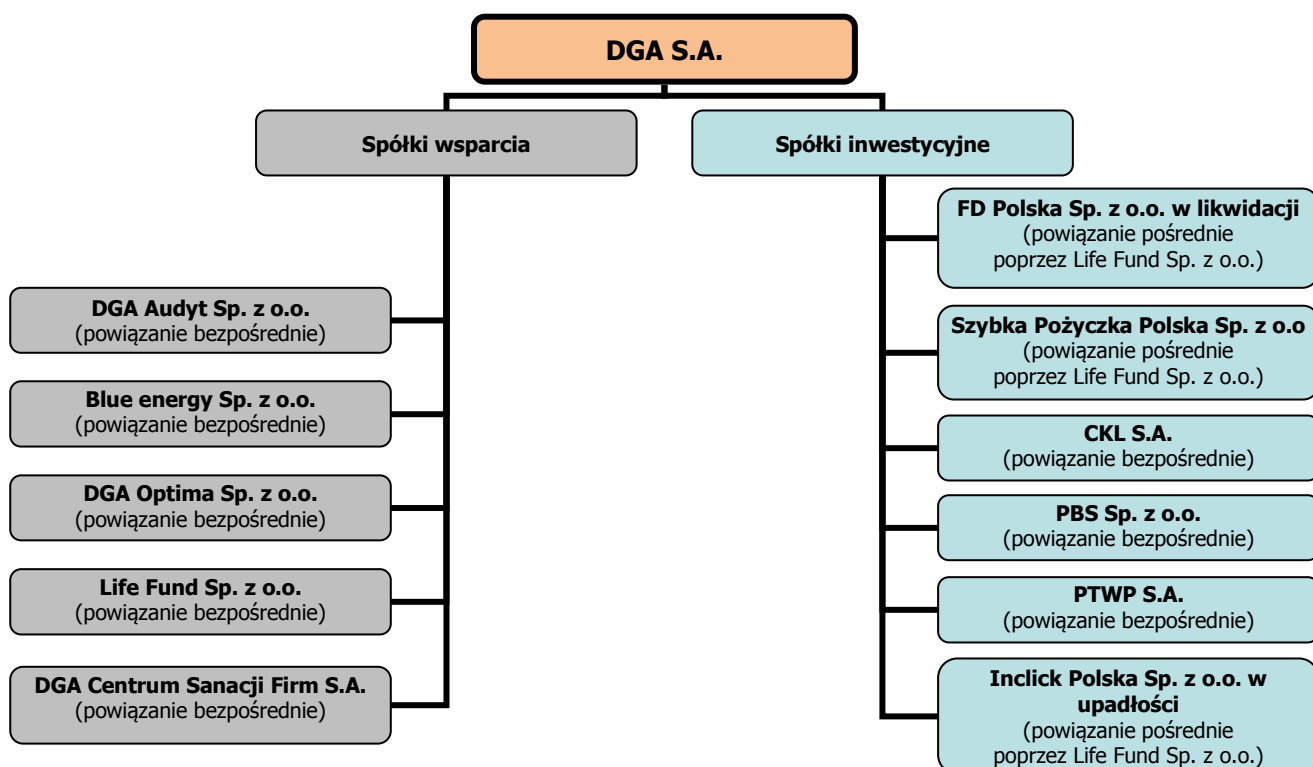 DGA S.A.
Spółki wsparcia
Spółki inwestycyjne
DGA Audyt Sp. z o.o.
(powiązanie bezpośrednie)
Blue energy Sp. z o.o.
(powiązanie bezpośrednie)
DGA Optima Sp. z o.o.
(powiązanie bezpośrednie)
Life Fund Sp. z o.o.
(powiązanie bezpośrednie)
DGA Centrum Sanacji Firm S.A.
(powiązanie bezpośrednie)
FD Polska Sp. z o.o. w likwidacji
(powiązanie pośrednie
poprzez Life Fund Sp. z o.o.)
Szybka Pożyczka Polska Sp. z o.o
(powiązanie pośrednie
poprzez Life Fund Sp. z o.o.)
CKL S.A.
(powiązanie bezpośrednie)
PBS Sp. z o.o.
(powiązanie bezpośrednie)
PTWP S.A.
(powiązanie bezpośrednie)
Inclick Polska Sp. z o.o. w
upadłości
(powiązanie pośrednie
poprzez Life Fund Sp. z o.o.)